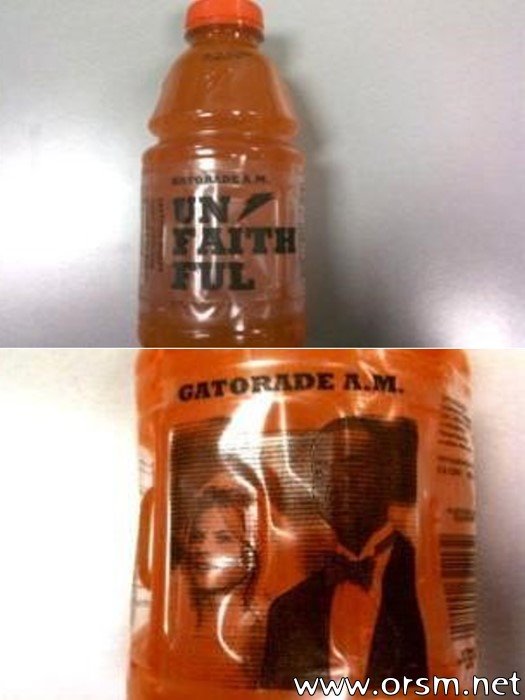 GATORADE A.M.
UN
FAITH
FUL
GATORADE A.M.
www.orsm.net